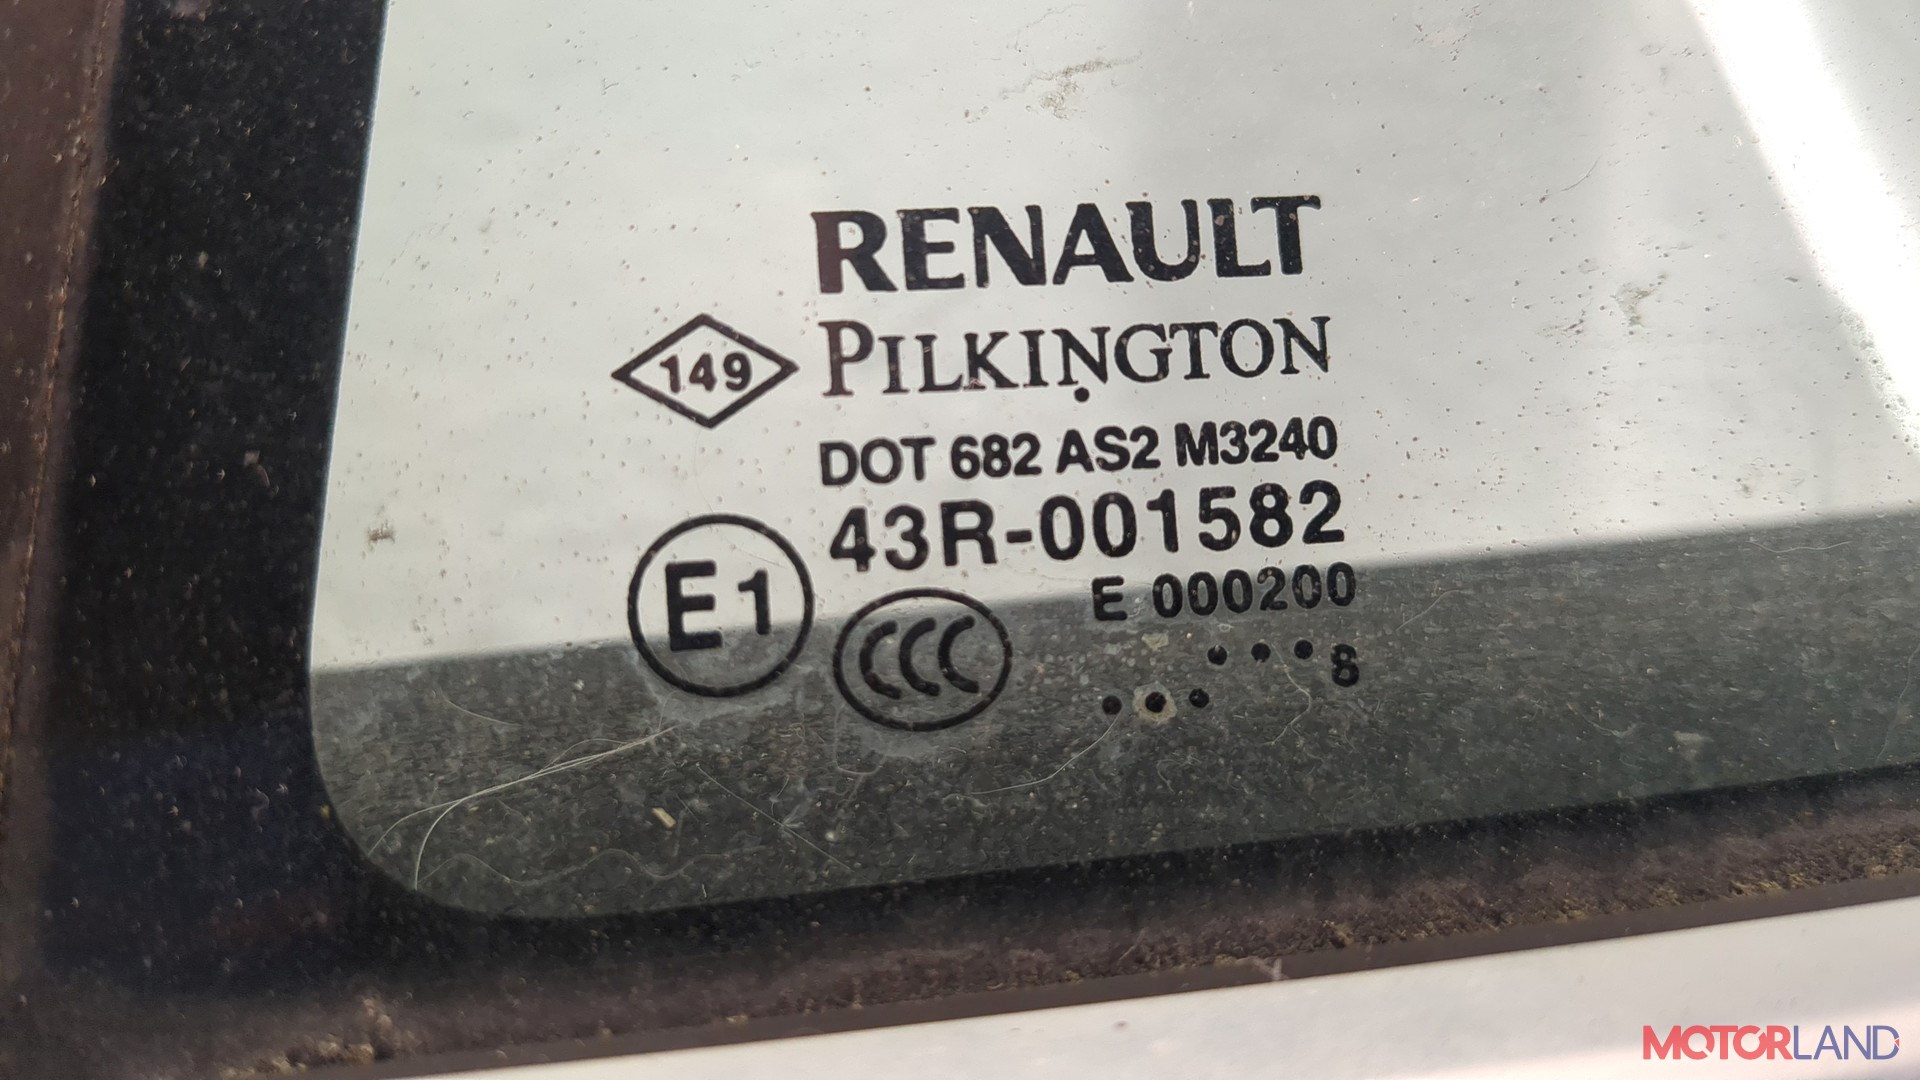 RENAULT
149 PILKINGTON
DOT 682 AS2 M3240
43R-001582
E1
CCC
E 000200
...8
...
MOTORLAND